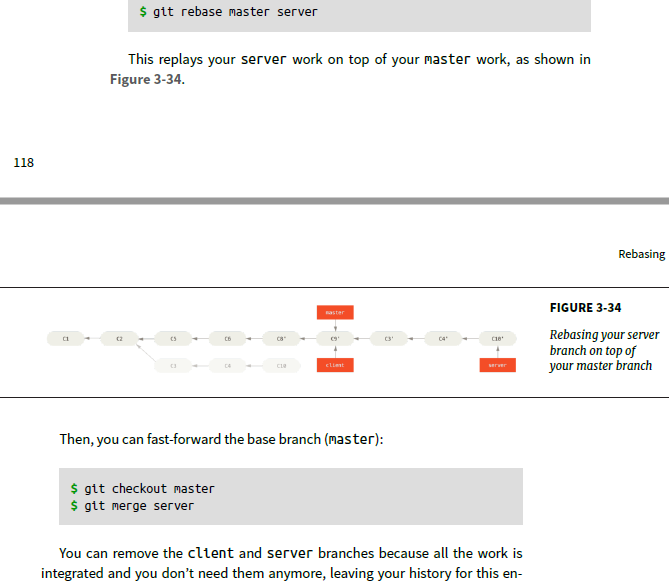 $ git rebase master server
This replays your server work on top of your master work, as shown in
Figure 3-34.
118
Rebasing
FIGURE 3-34
Rebasing your server
branch on top of
your master branch
master
C1 C2 C5 C6 C8' C9' C3' C4' C10'
C3 C4 C10 client server
Then, you can fast-forward the base branch (master):
$ git checkout master
$ git merge server
You can remove the client and server branches because all the work is
integrated and you don’t need them anymore, leaving your history for this en-